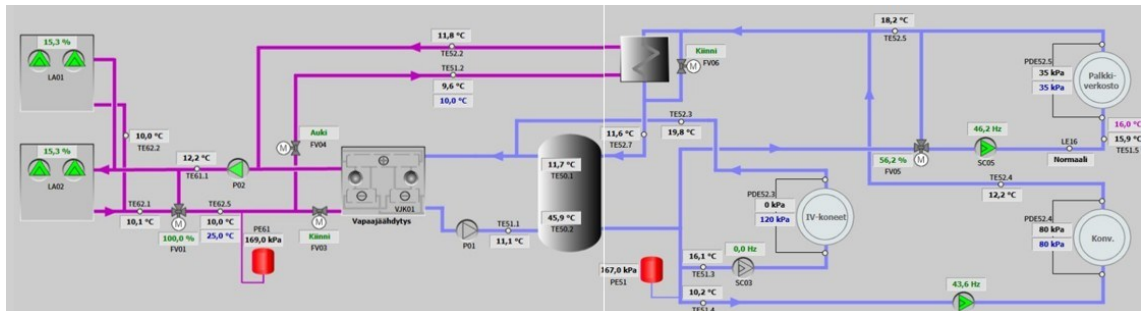 15,3 %
LA01
15,3 %
LA02
10,0 °C
TE62.2
12,2 °C
TE61.1
P02
TE62.1
10,1 °C
M
100,0 %
FV01
TE62.5
10,0 °C
25,0 °C
PE61
169,0 kPa
11,8 °C
TE52.2
TE51.2
9,6 °C
10,0 °C
Auki
FV04
M
M
Kiinni
FV03
VJK01
Vapaajäähdytys
P01
TE51.1
11,1 °C
11,7 °C
TE50.1
45,9 °C
TE50.2
Kiinni
M
FV06
11,6 °C
TE52.7
TE52.3
19,8 °C
18,2 °C
TE52.5
PDE52.5
35 kPa
35 kPa
Palkki-
verkosto
16,0 °C
15,9 °C
TE51.5
56,2 %
M
FV05
46,2 Hz
SC05
LE16
Normaali
TE52.4
12,2 °C
PDE52.3
0 kPa
120 kPa
IV-koneet
16,1 °C
TE51.3
0,0 Hz
SC03
167,0 kPa
PE51
10,2 °C
TE51.4
43,6 Hz
PDE52.4
80 kPa
80 kPa
Konv.